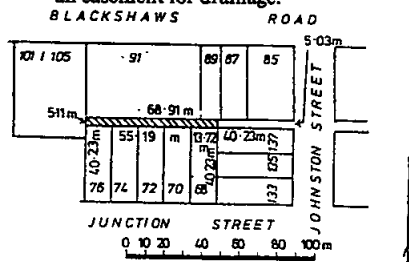 an easement for drainage.
BLACKSHAWS ROAD
5·03m
101 / 105 ·91 89 87 85
511m 68·91 m
40·23m 55·19 m 13·72 m 40·23m 40·23m 137
135
133
76 74 72 70 68
JOHNSTON STREET
JUNCTION STREET
0 10 20 40 60 80 100m